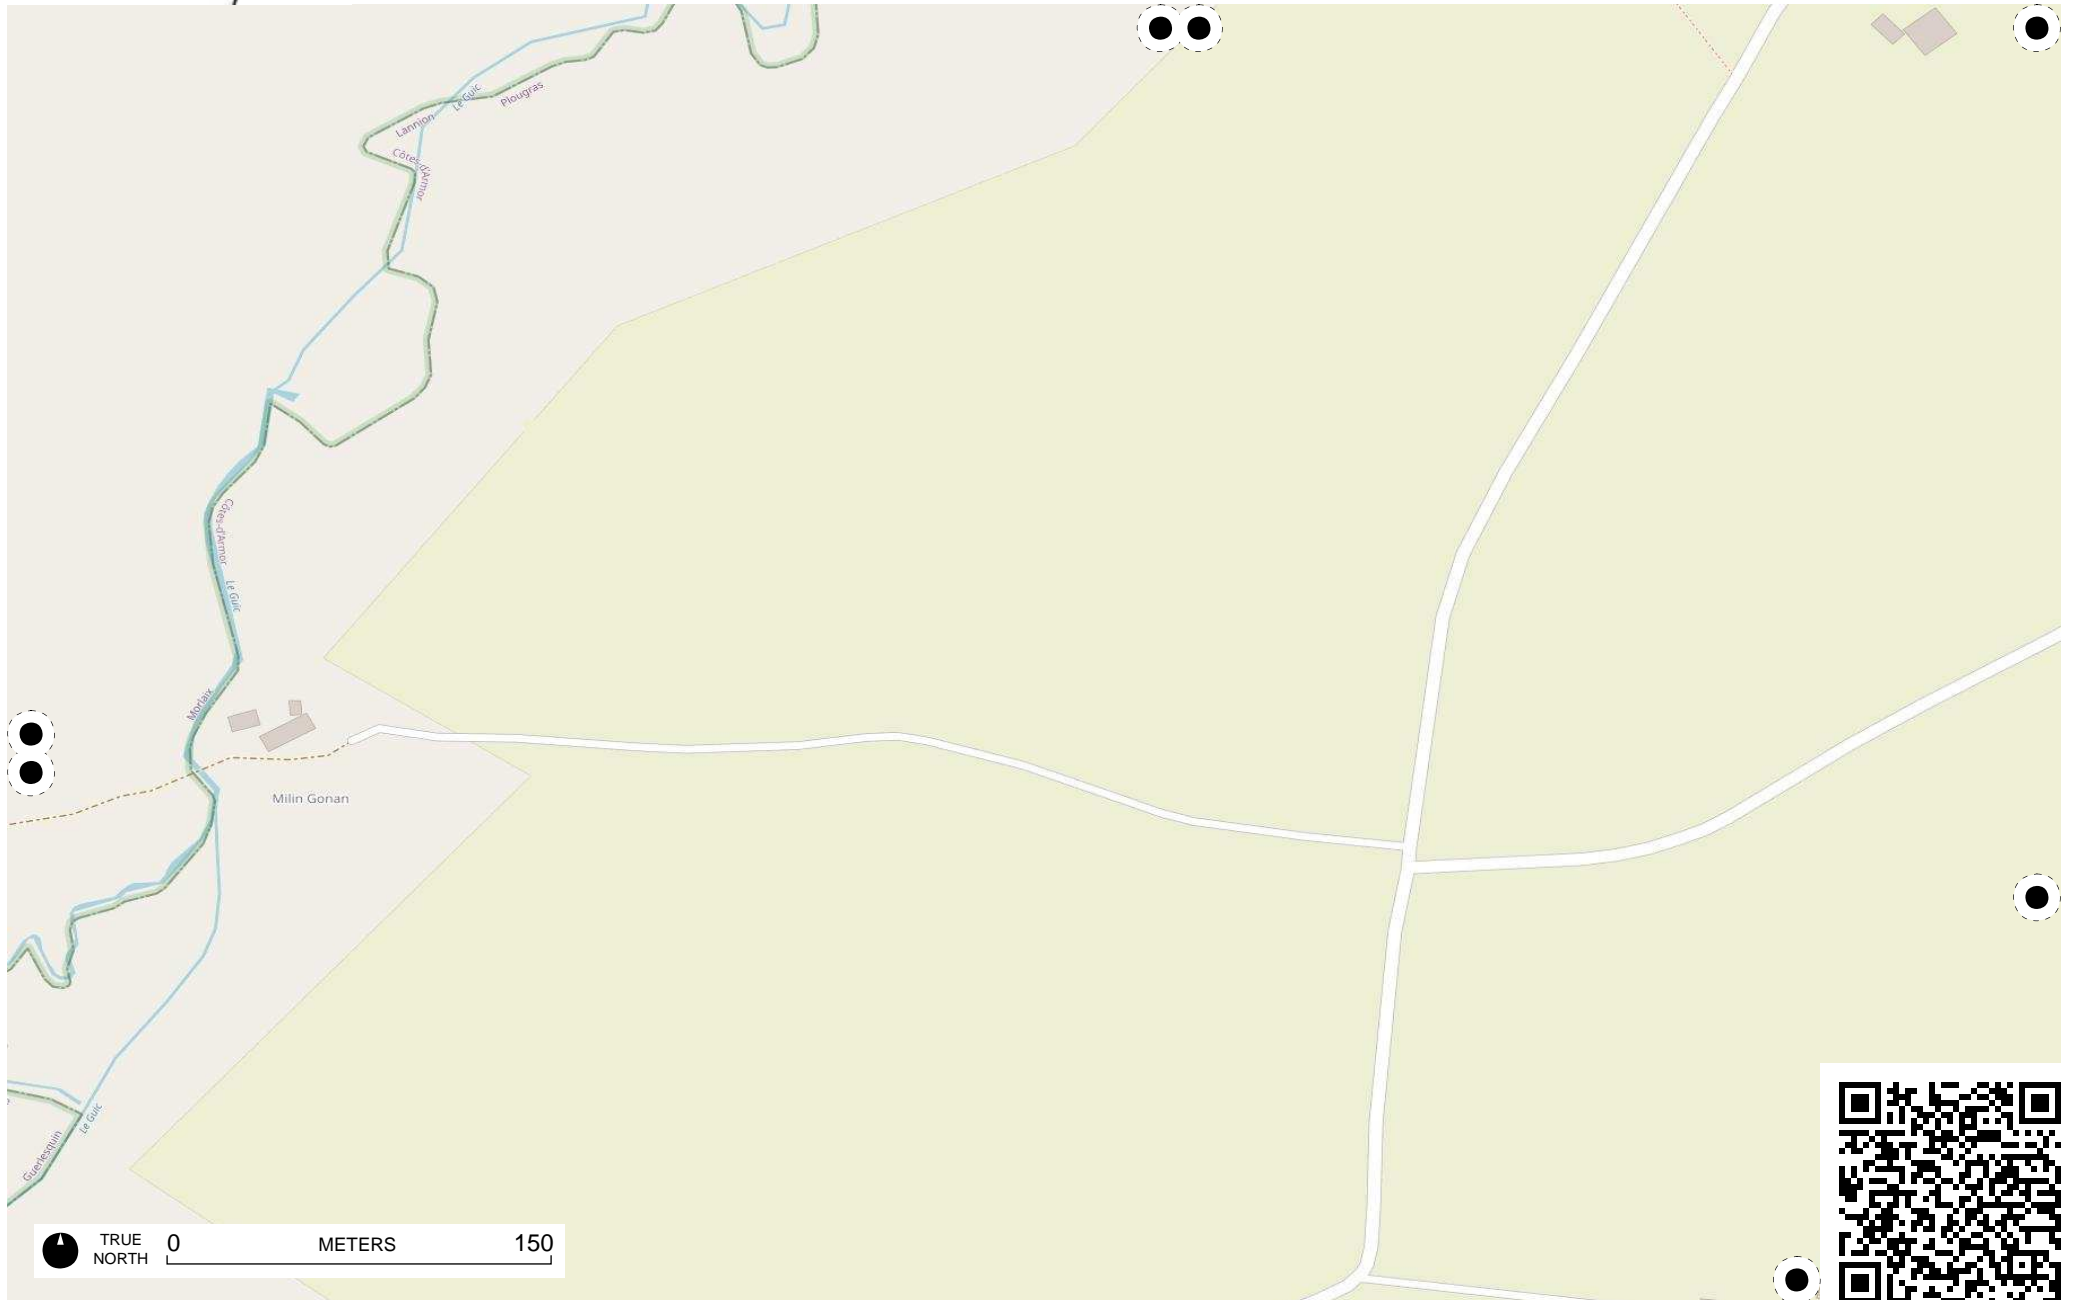 Le Guic
Plougras
Lannion
Côtes-d'Armor
Côtes-d'Armor
Le Guic
Morlaix
Milin Gonan
Le Guic
Guerlesquin
TRUE
NORTH
0 METERS 150